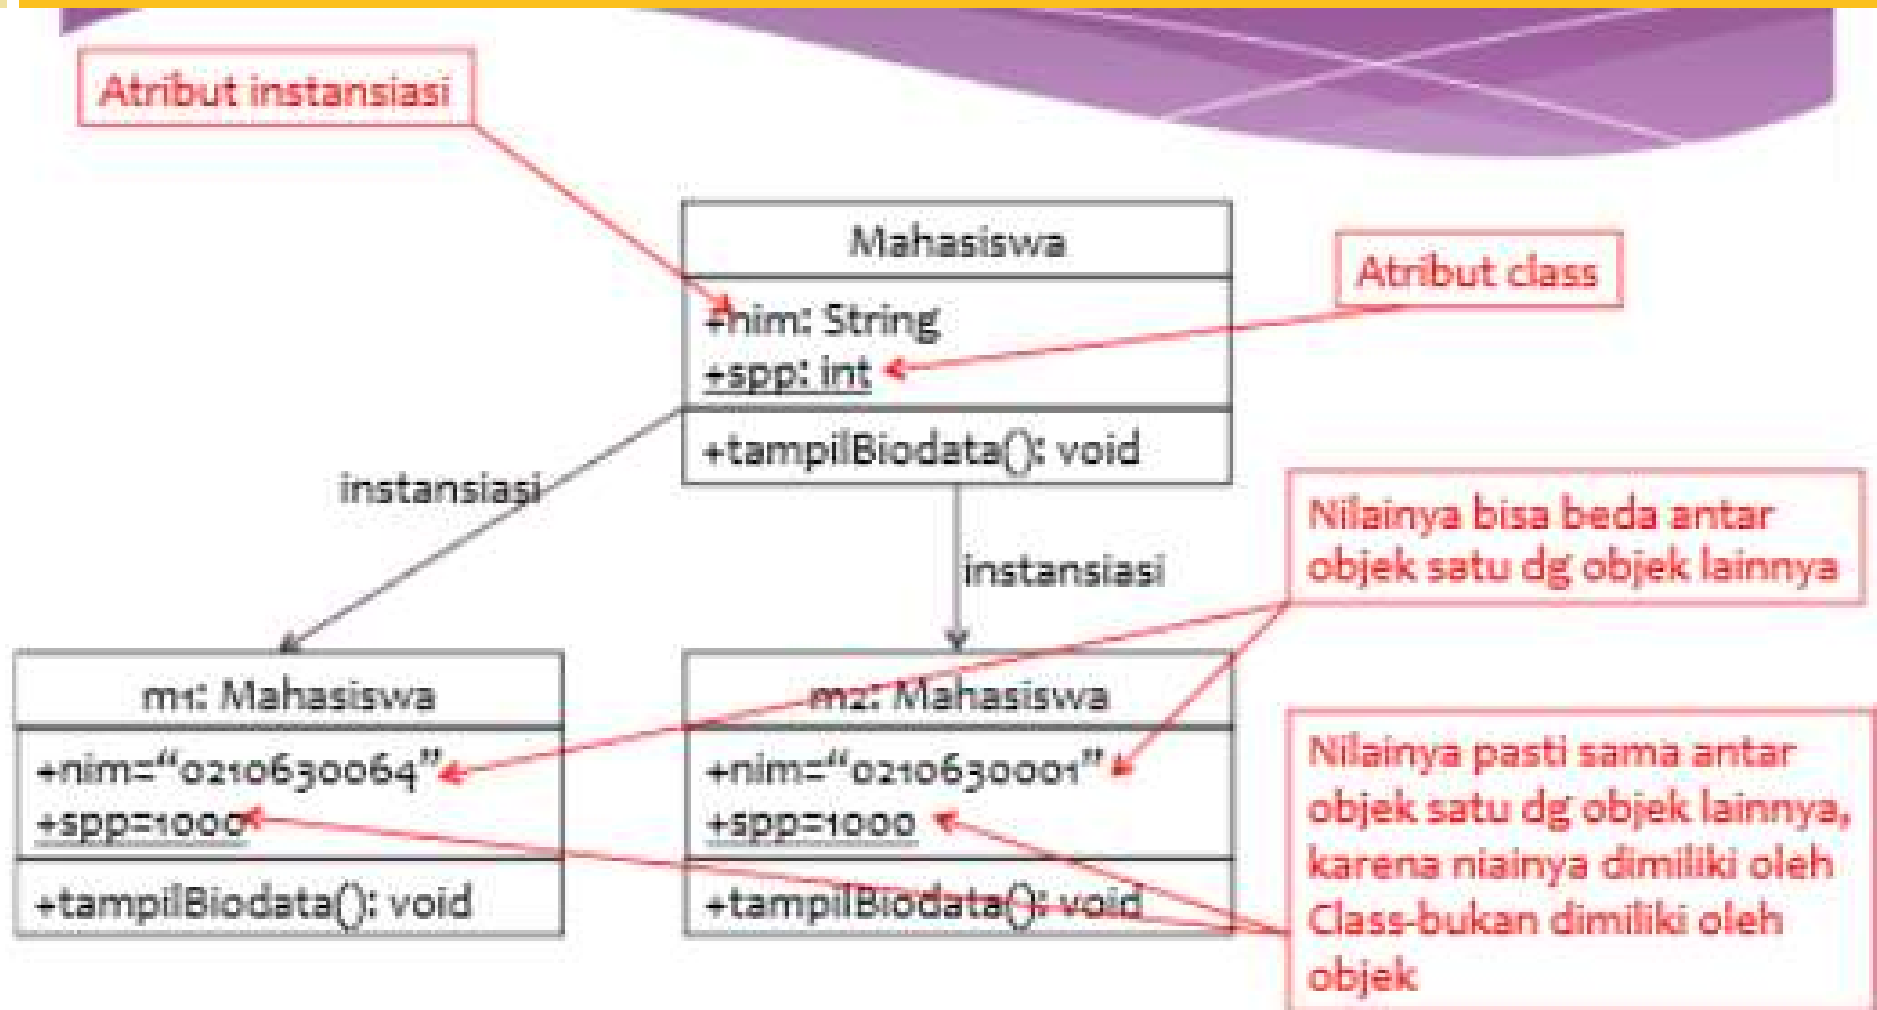 Atribut instansiasi
Mahasiswa
+nim: String
+spp: int
+tampilBiodata(): void
Atribut class
instansiasi
instansiasi
Nilainya bisa beda antar
objek satu dg objek lainnya
m1: Mahasiswa
+nim=“0210630064”
+spp=1000
+tampilBiodata(): void
m2: Mahasiswa
+nim=“0210630001”
+spp=1000
+tampilBiodata(): void
Nilainya pasti sama antar
objek satu dg objek lainnya,
karena niainya dimiliki oleh
Class-bukan dimiliki oleh
objek